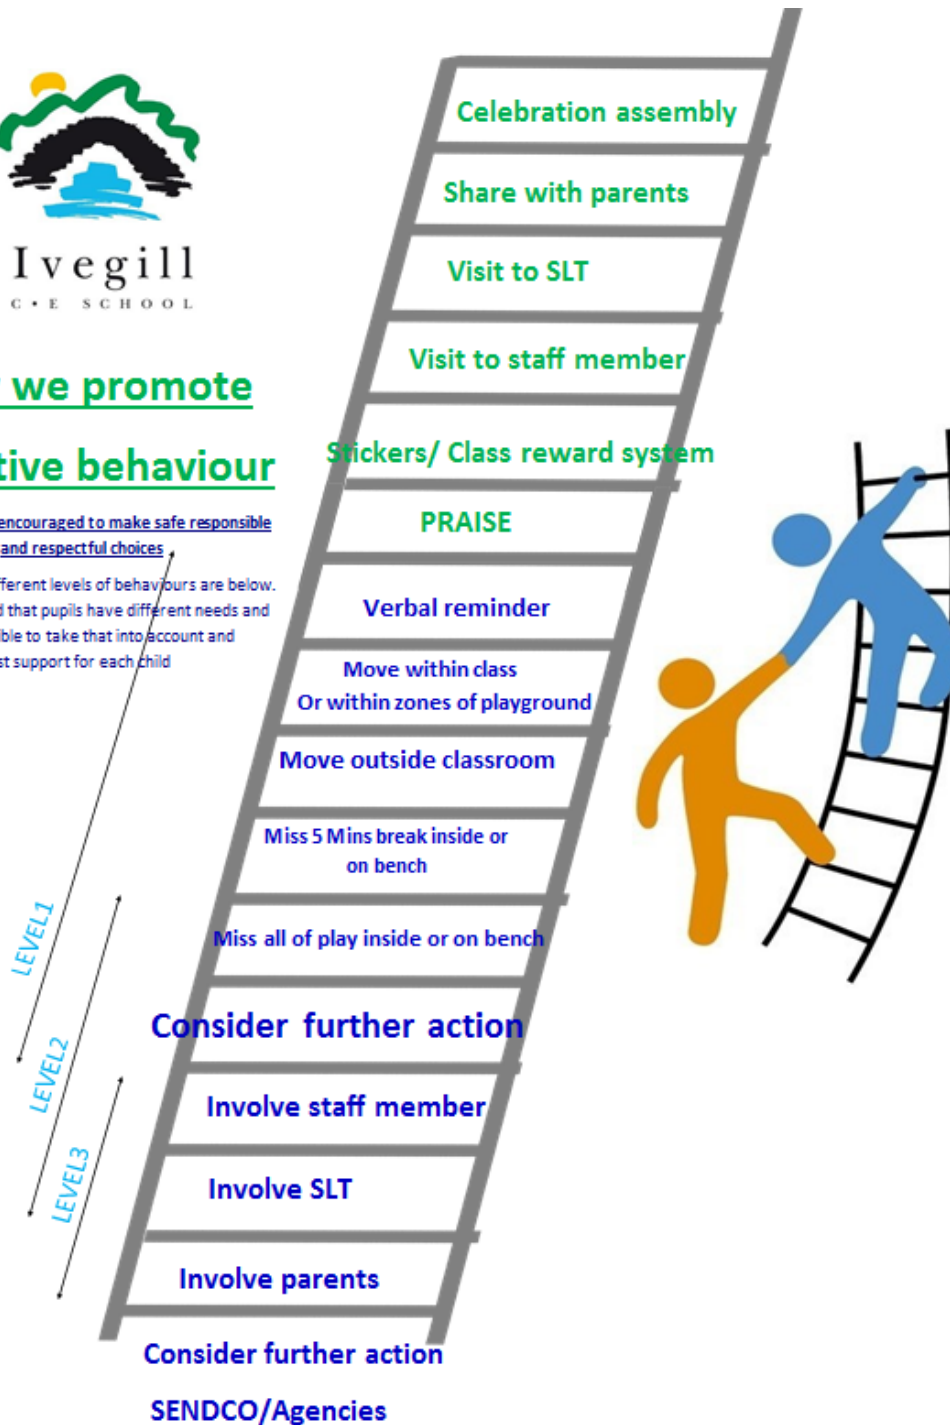 Ivegill
C•E SCHOOL
we promote
tive behaviour
encouraged to make safe responsible
and respectful choices
fferent levels of behaviours are below.
d that pupils have different needs and
ible to take that into account and
st support for each child
Celebration assembly
Share with parents
Visit to SLT
Visit to staff member
Stickers/ Class reward system
PRAISE
Verbal reminder
Move within class
Or within zones of playground
Move outside classroom
Miss 5 Mins break inside or
on bench
Miss all of play inside or on bench
Consider further action
Involve staff member
Involve SLT
Involve parents
Consider further action
SENDCO/Agencies
LEVEL1
LEVEL2
LEVEL3